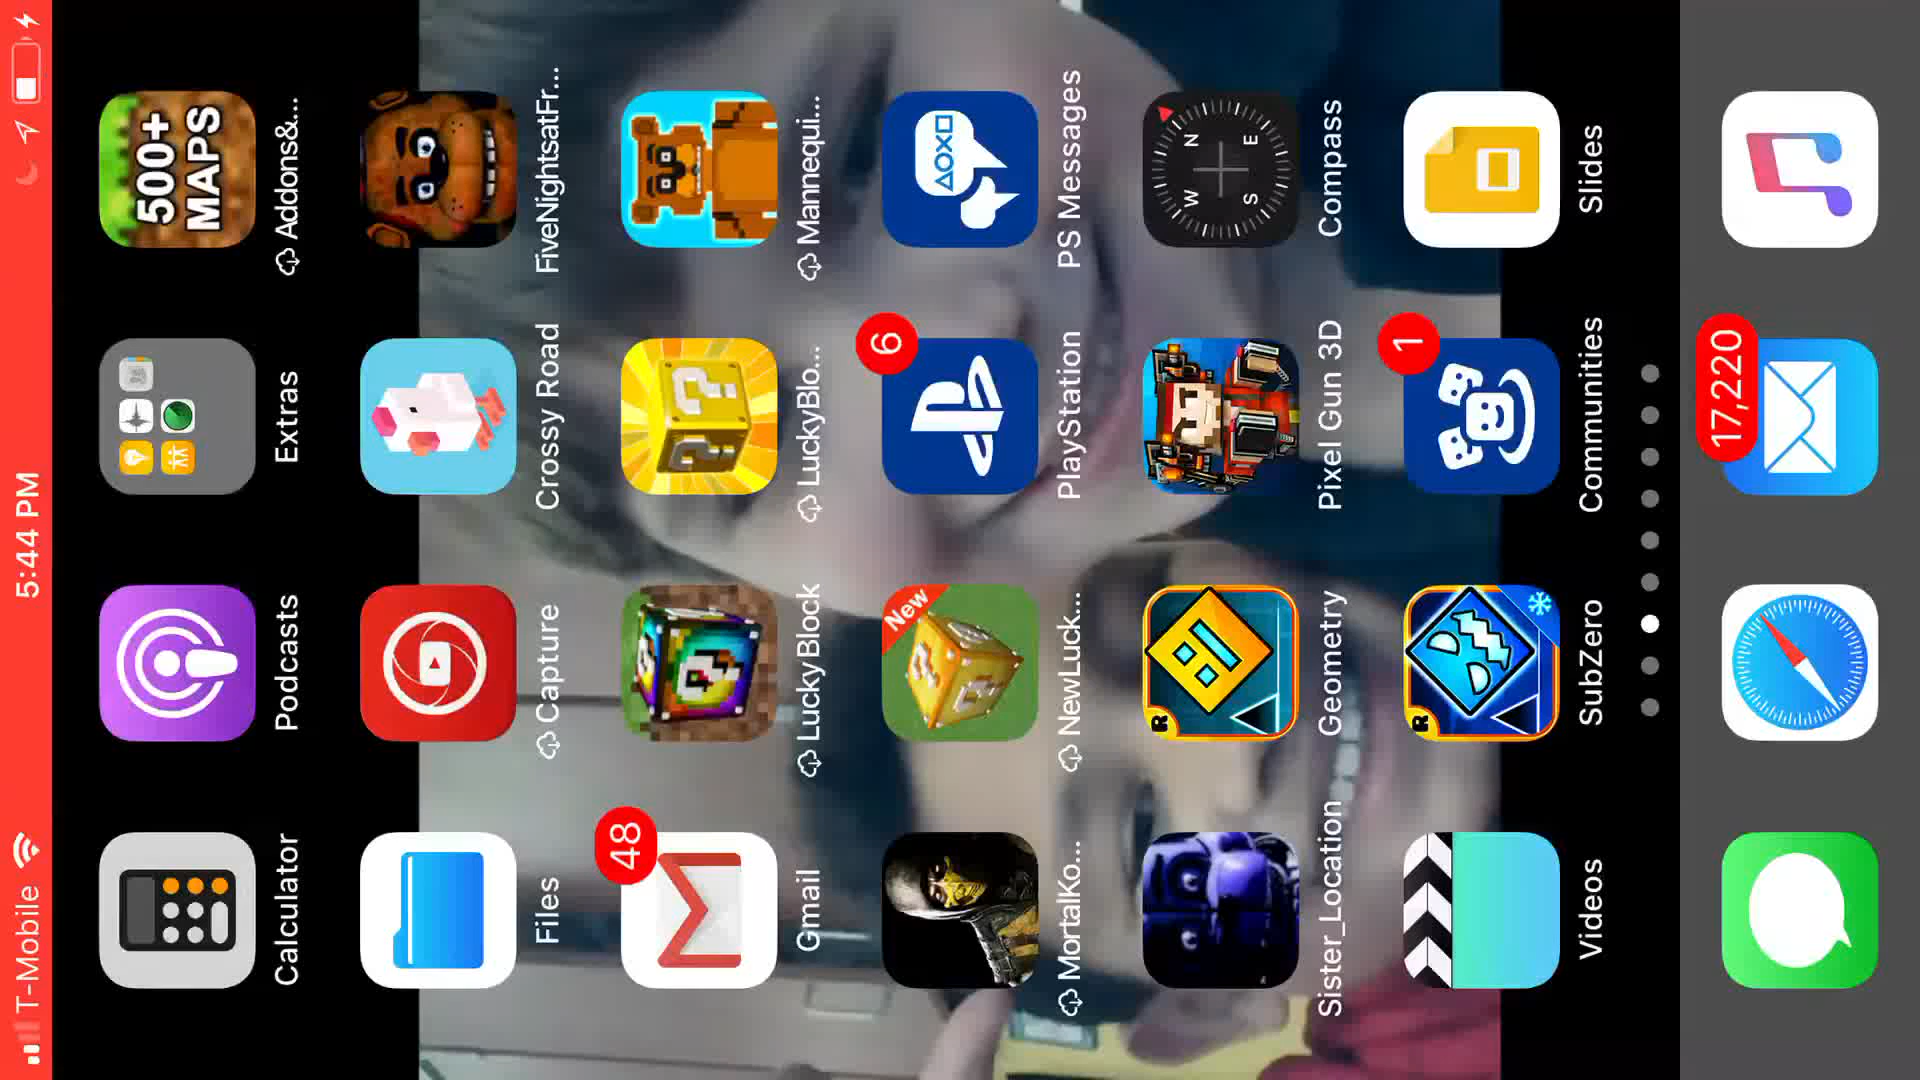 T-Mobile 5:44 PM
Calculator Podcasts Extras Addons&...
500+
MAPS
Files Capture Crossy Road FiveNightsatFr...
48
Gmail LuckyBlock LuckyBlo... Mannequi...
New
6
MortalKo... NewLuck... PlayStation PS Messages
N
W E
S
Sister_Location Geometry Pixel Gun 3D Compass
R
R
1
Videos SubZero Communities Slides
17,220